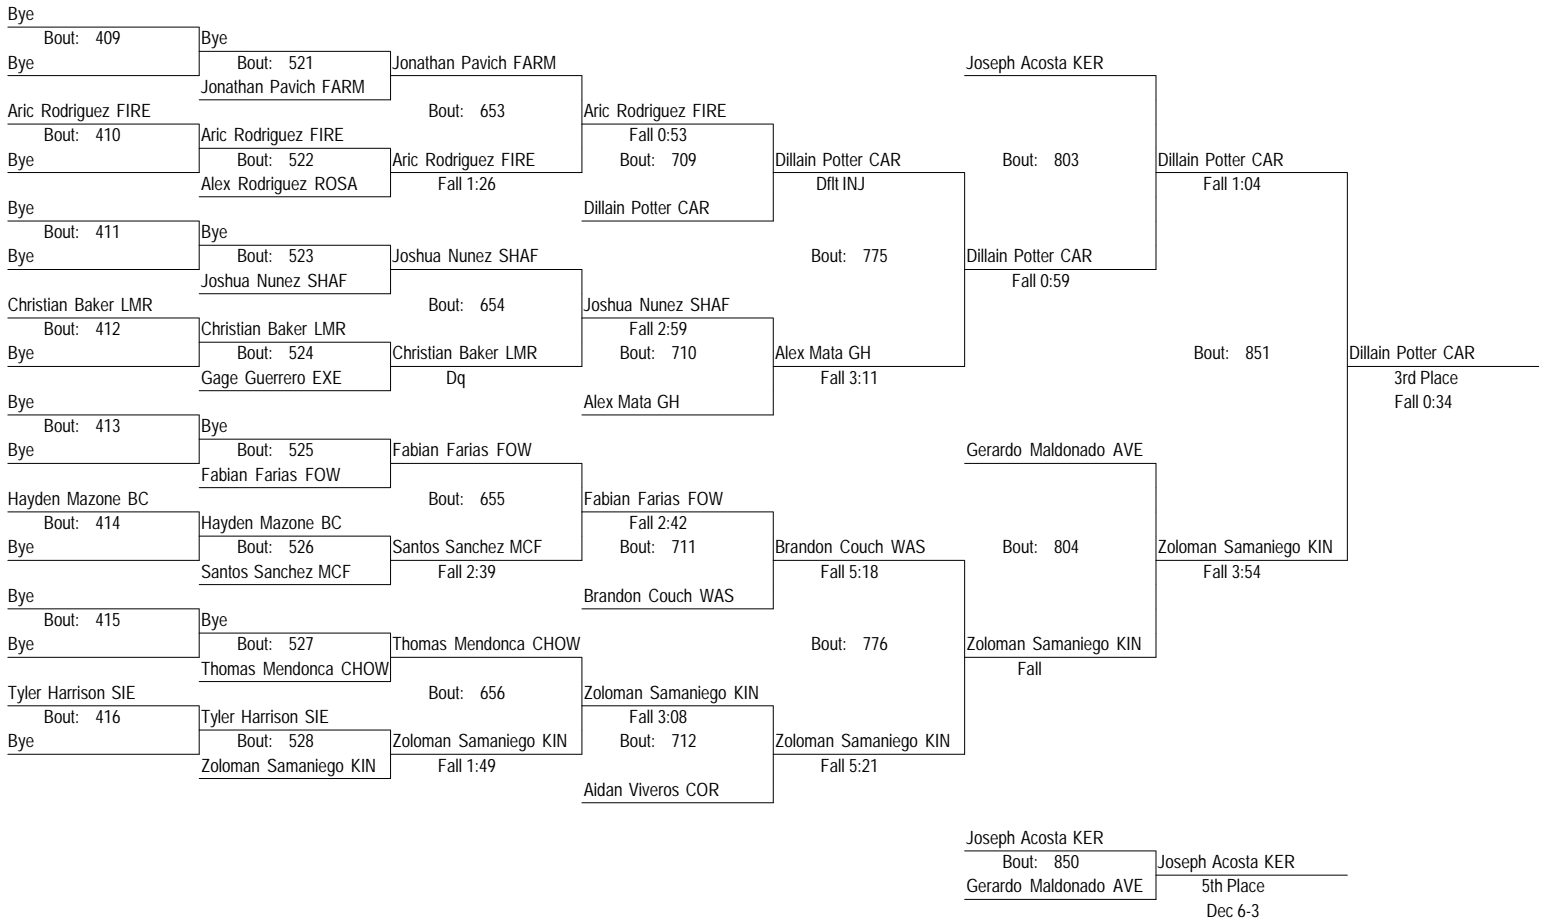 Bye
Bout: 409
Bye
Bye
Bout: 521
Jonathan Pavich FARM
Jonathan Pavich FARM
Joseph Acosta KER
Aric Rodriguez FIRE
Bout: 410
Bye
Aric Rodriguez FIRE
Bout: 522
Alex Rodriguez ROSA
Bout: 653
Aric Rodriguez FIRE
Fall 1:26
Aric Rodriguez FIRE
Fall 0:53
Bout: 709
Dillain Potter CAR
Dillain Potter CAR
Dflt INJ
Bout: 803
Dillain Potter CAR
Fall 1:04
Bye
Bout: 411
Bye
Bye
Bout: 523
Joshua Nunez SHAF
Joshua Nunez SHAF
Bout: 775
Dillain Potter CAR
Fall 0:59
Christian Baker LMR
Bout: 412
Bye
Christian Baker LMR
Bout: 524
Gage Guerrero EXE
Bout: 654
Christian Baker LMR
Dq
Joshua Nunez SHAF
Fall 2:59
Bout: 710
Alex Mata GH
Alex Mata GH
Fall 3:11
Bout: 851
Dillain Potter CAR
3rd Place
Fall 0:34
Bye
Bout: 413
Bye
Bye
Bout: 525
Fabian Farias FOW
Fabian Farias FOW
Gerardo Maldonado AVE
Hayden Mazone BC
Bout: 414
Bye
Hayden Mazone BC
Bout: 526
Santos Sanchez MCF
Bout: 655
Santos Sanchez MCF
Fall 2:39
Fabian Farias FOW
Fall 2:42
Bout: 711
Brandon Couch WAS
Brandon Couch WAS
Fall 5:18
Bout: 804
Zoloman Samaniego KIN
Fall 3:54
Bye
Bout: 415
Bye
Bye
Bout: 527
Thomas Mendonca CHOW
Thomas Mendonca CHOW
Bout: 776
Zoloman Samaniego KIN
Fall
Tyler Harrison SIE
Bout: 416
Bye
Tyler Harrison SIE
Bout: 528
Zoloman Samaniego KIN
Bout: 656
Zoloman Samaniego KIN
Fall 1:49
Zoloman Samaniego KIN
Fall 3:08
Bout: 712
Aidan Viveros COR
Zoloman Samaniego KIN
Fall 5:21
Joseph Acosta KER
Bout: 850
Gerardo Maldonado AVE
Joseph Acosta KER
5th Place
Dec 6-3